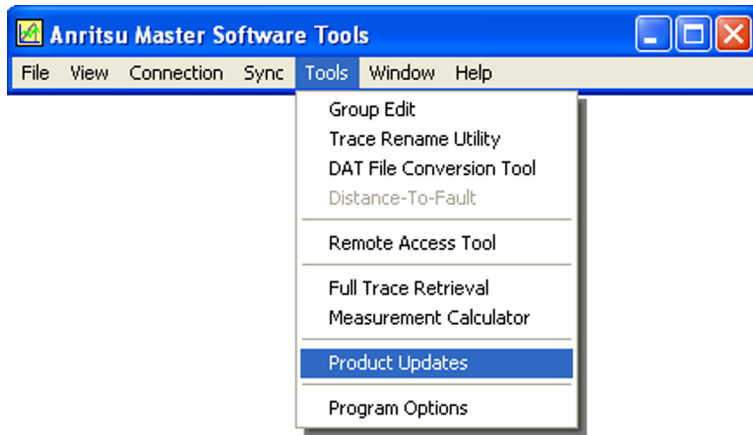 Anritsu Master Software Tools
File View Connection Sync Tools Window Help
Group Edit
Trace Rename Utility
DAT File Conversion Tool
Distance-To-Fault
Remote Access Tool
Full Trace Retrieval
Measurement Calculator
Product Updates
Program Options